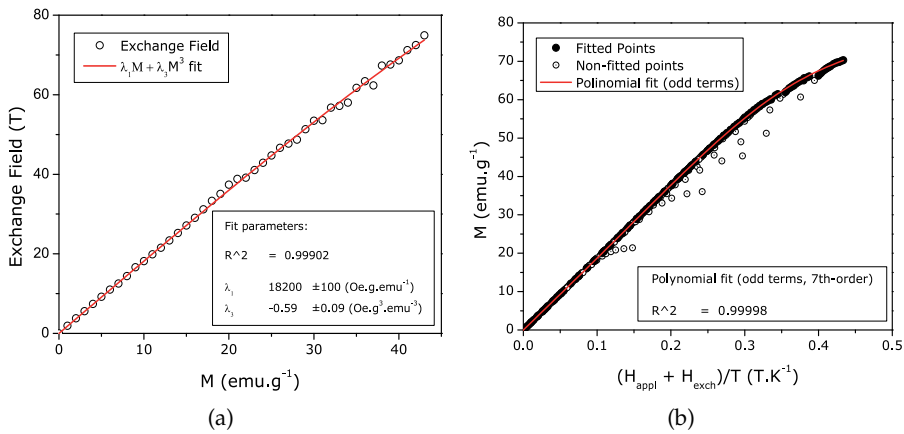 Exchange Field
λ₁M + λ₃M³ fit
Exchange Field (T)
80
60
40
20
0
Fit parameters:
R^2 = 0.99902
λ₁ 18200 ±100 (Oe.g.emu⁻¹)
λ₃ -0.59 ±0.09 (Oe.g³.emu⁻³)
0 10 20 30 40
M (emu.g⁻¹)
(a)
Fitted Points
Non-fitted points
Polinomial fit (odd terms)
M (emu.g⁻¹)
80
70
60
50
40
30
20
10
0
Polynomial fit (odd terms, 7th-order)
R^2 = 0.99998
0.0 0.1 0.2 0.3 0.4 0.5
(H_appl + H_exch)/T (T.K⁻¹)
(b)